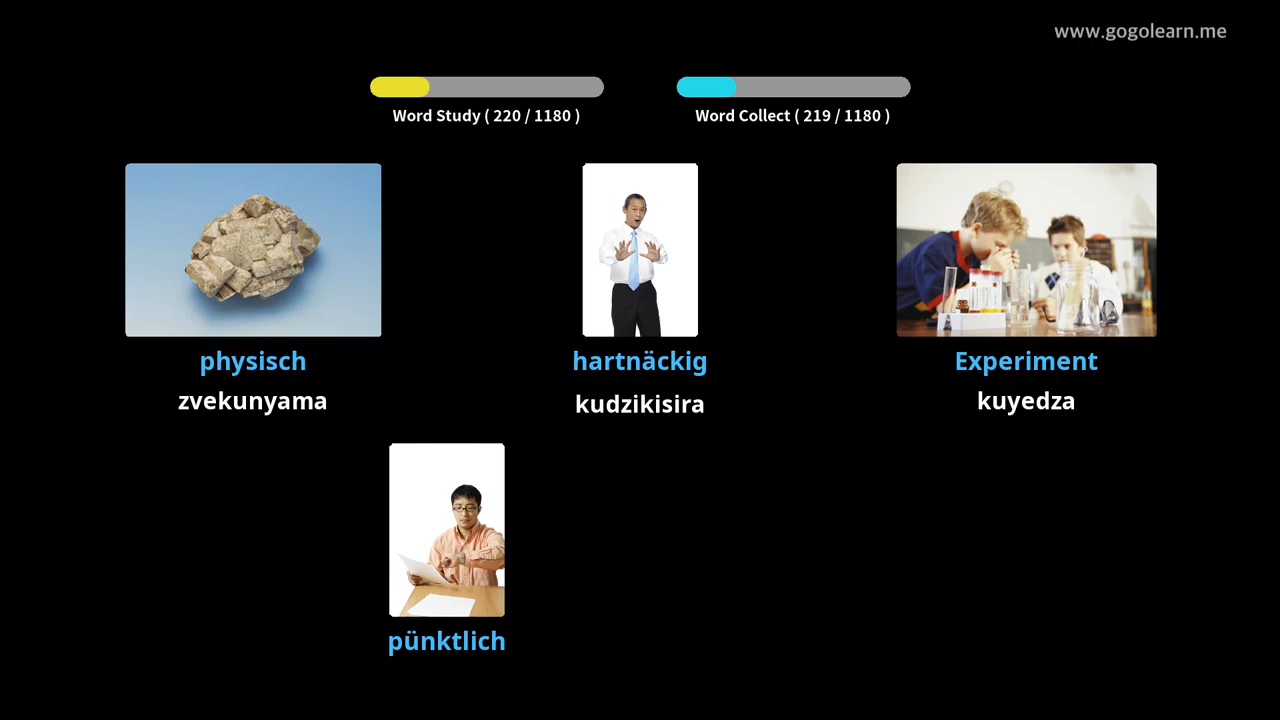 www.gogolearn.me
Word Study ( 220 / 1180 )
Word Collect ( 219 / 1180 )
physisch
hartnäckig
Experiment
zvekunyama
kudzikisira
kuyedza
pünktlich